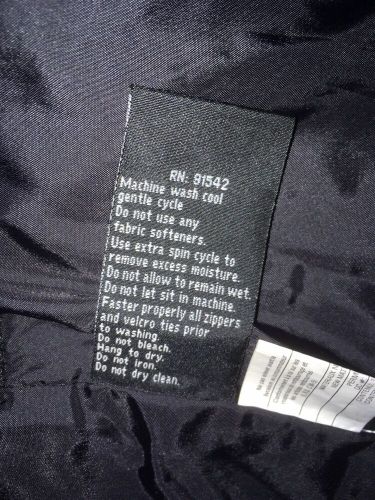 RN: 91542
Machine wash cool
gentle cycle
Do not use any
fabric softeners.
Use extra spin cycle to
remove excess moisture.
Do not allow to remain wet.
Do not let sit in machine.
Faster properly all zippers
and velcro ties prior
to washing.
Do not bleach.
Hang to dry.
Do not iron.
Do not dry clean.